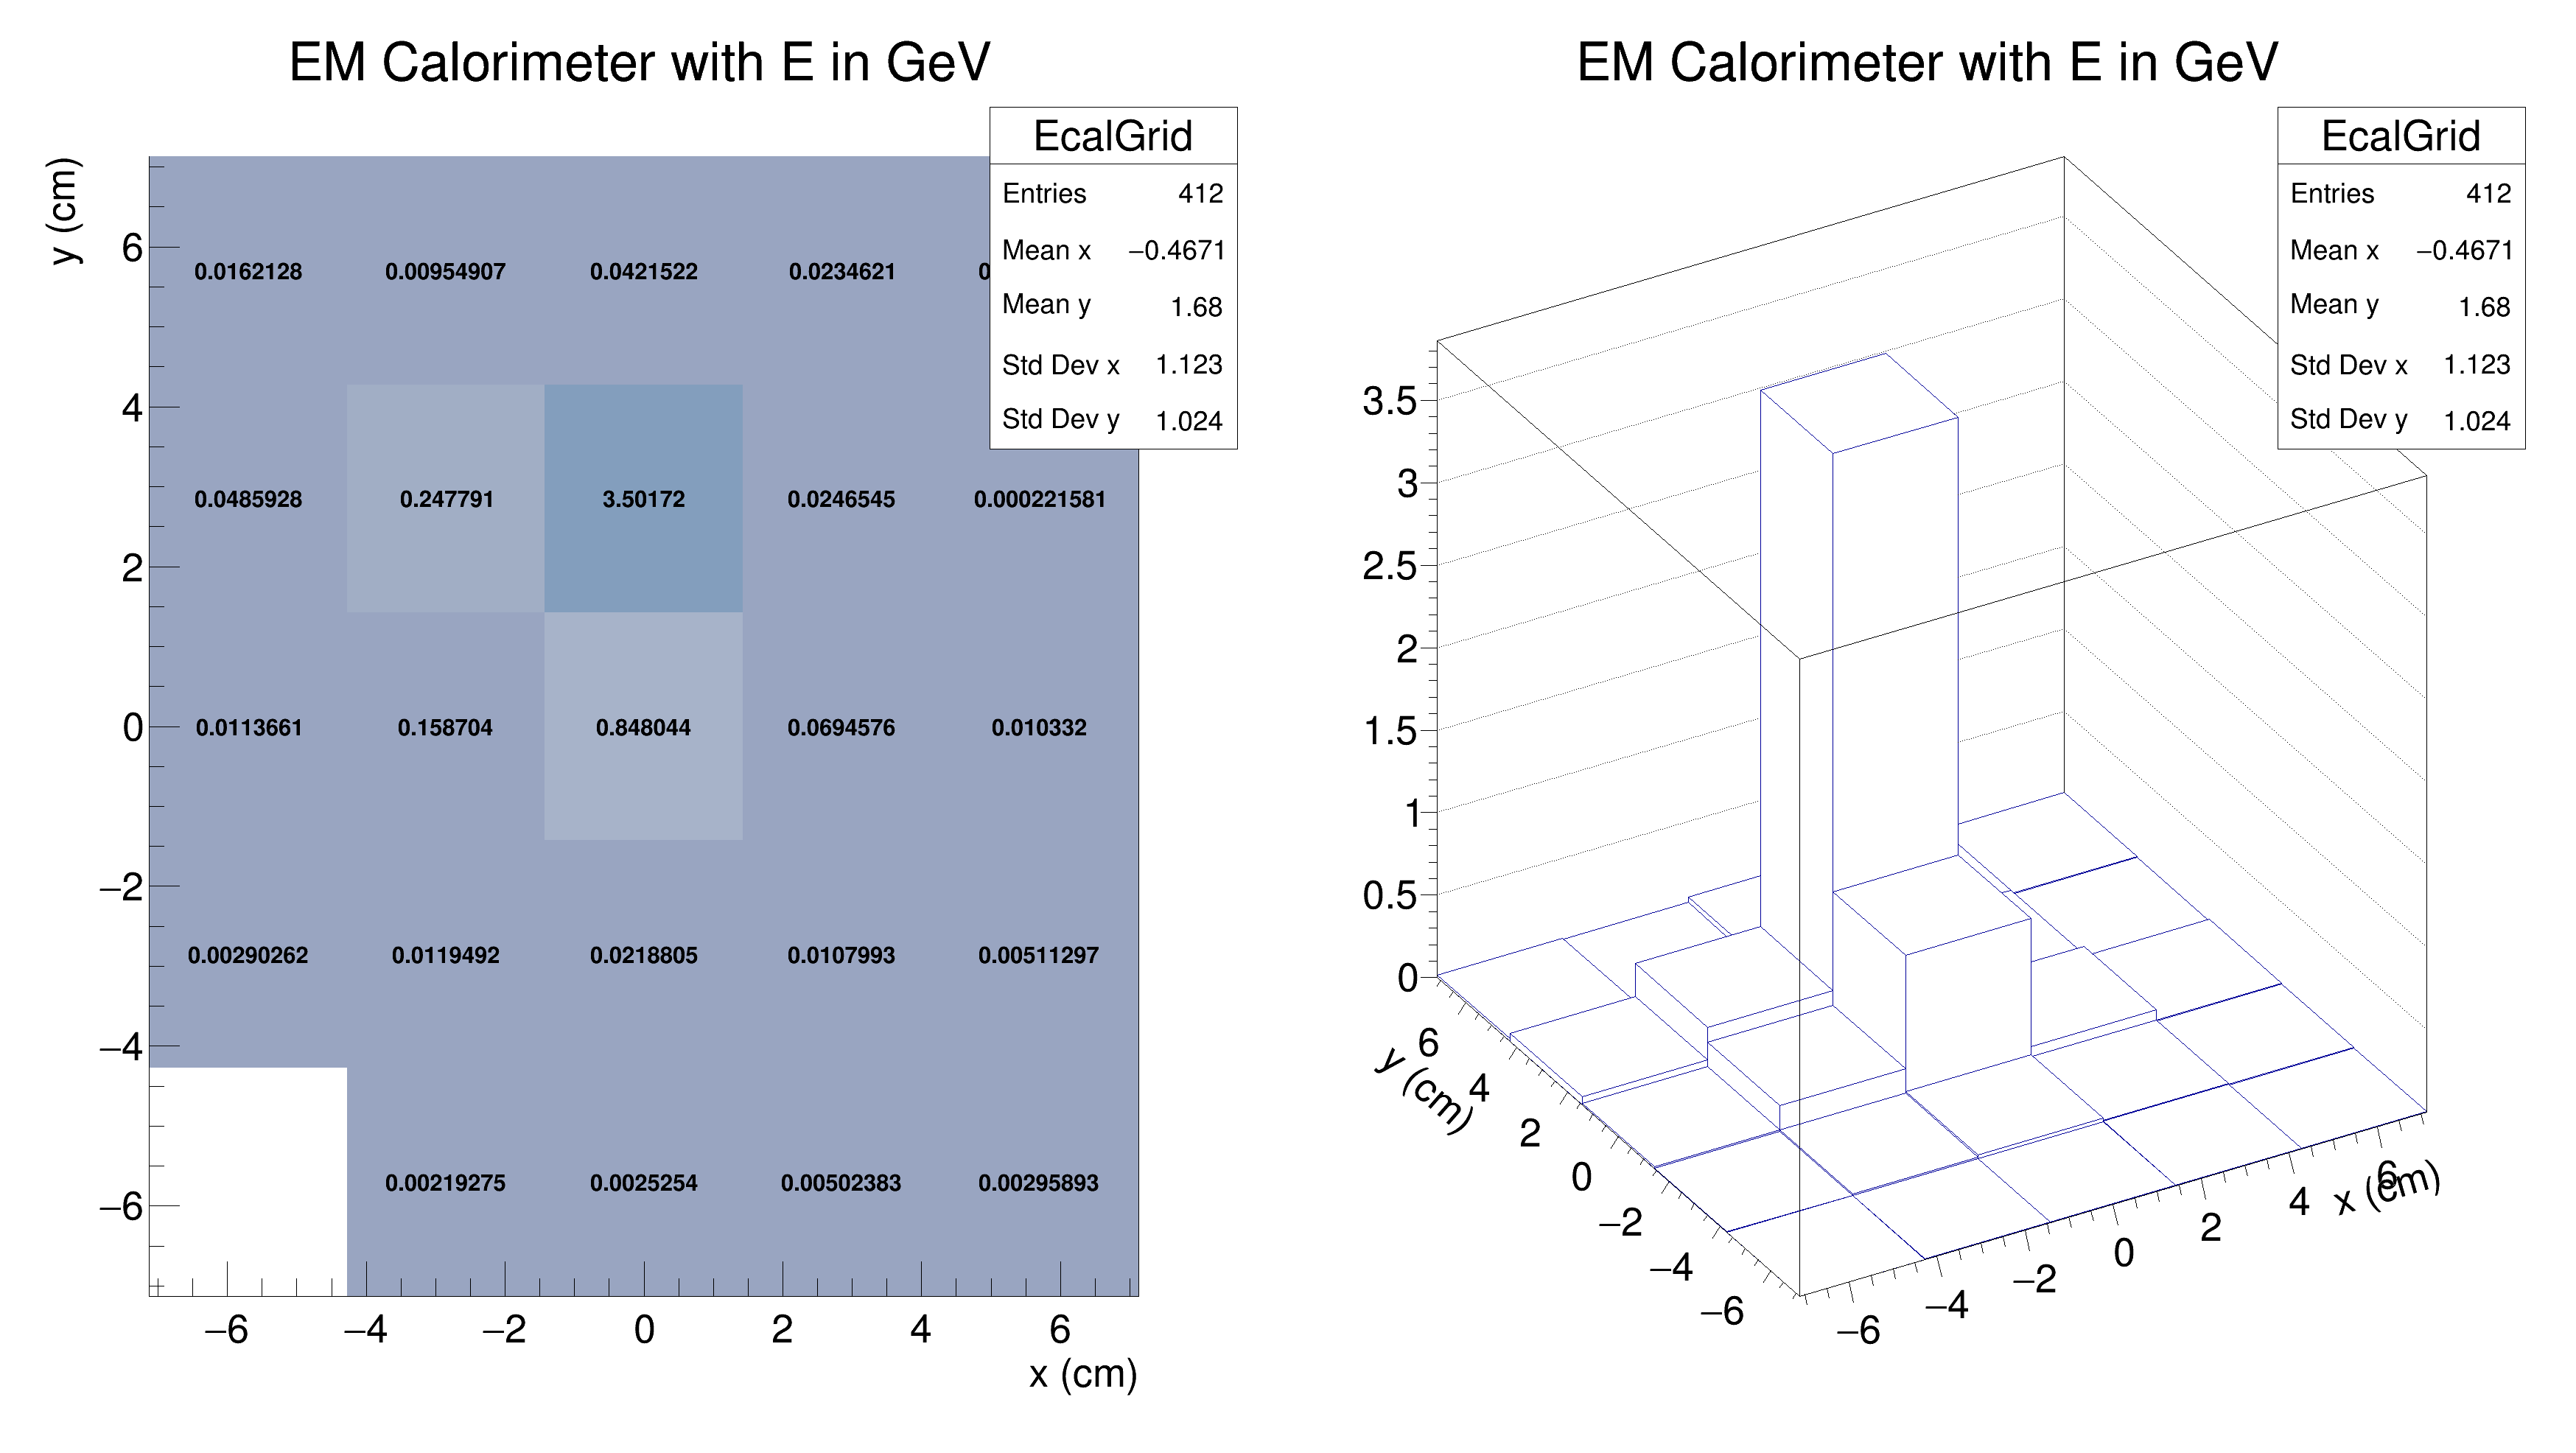 EM Calorimeter with E in GeV
EcalGrid
Entries 412
Mean x −0.4671
Mean y 1.68
Std Dev x 1.123
Std Dev y 1.024
y (cm)
6
4
2
0
−2
−4
−6
0.0162128 0.00954907 0.0421522 0.0234621
0.0485928 0.247791 3.50172 0.0246545 0.000221581
0.0113661 0.158704 0.848044 0.0694576 0.010332
0.00290262 0.0119492 0.0218805 0.0107993 0.00511297
0.00219275 0.0025254 0.00502383 0.00295893
−6 −4 −2 0 2 4 6
x (cm)
EM Calorimeter with E in GeV
EcalGrid
Entries 412
Mean x −0.4671
Mean y 1.68
Std Dev x 1.123
Std Dev y 1.024
3.5
3
2.5
2
1.5
1
0.5
0
y (cm)
6
4
2
0
−2
−4
−6
−6 −4 −2 0 2 4 6
x (cm)